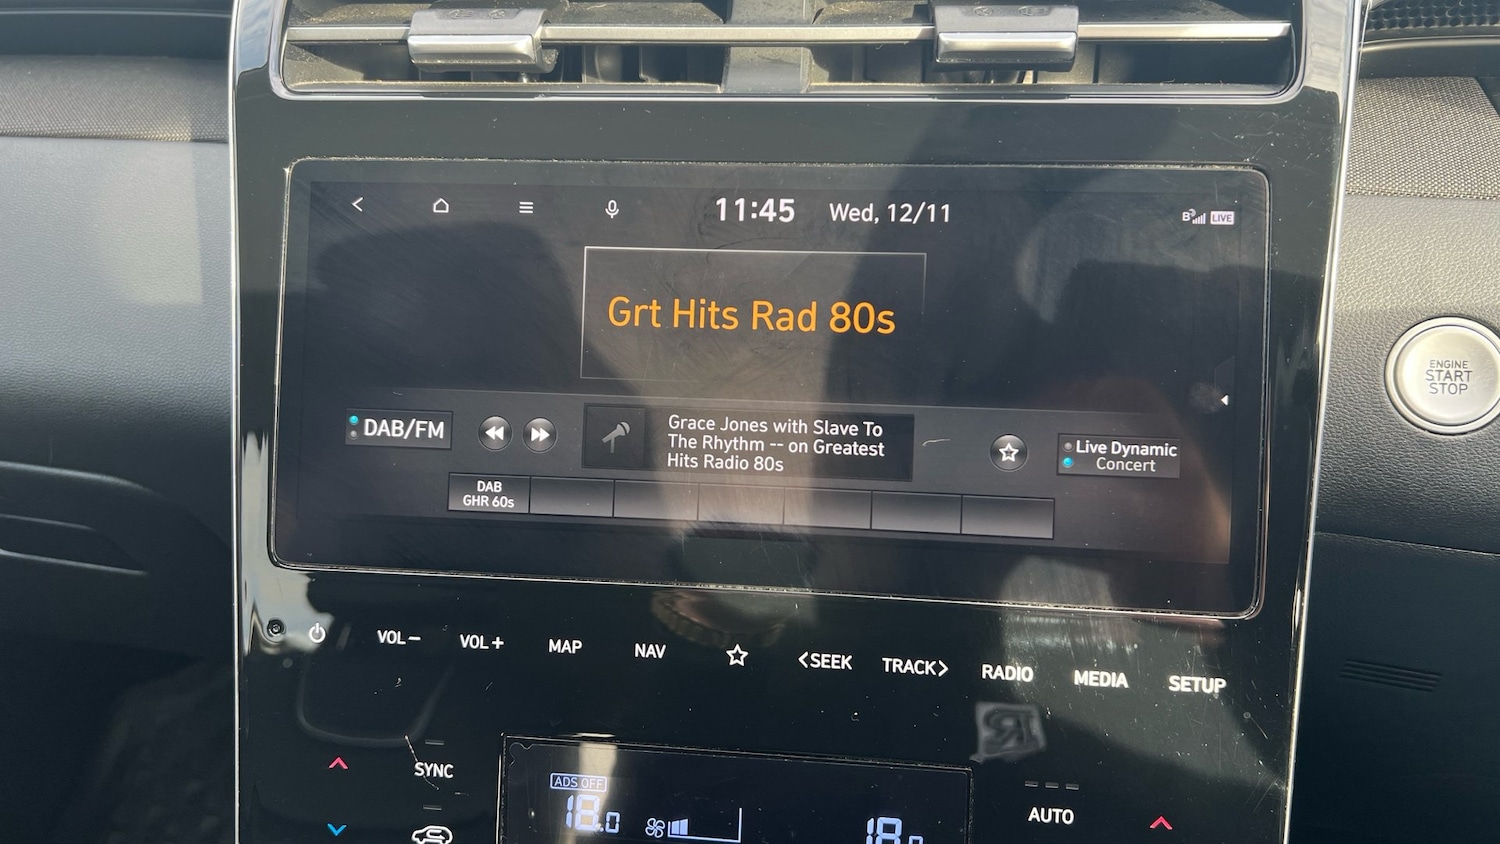 11:45 Wed, 12/11 LIVE
Grt Hits Rad 80s
DAB/FM
Grace Jones with Slave To
The Rhythm -- on Greatest
Hits Radio 80s
Live Dynamic
Concert
DAB
GHR 60s
ENGINE
START
STOP
VOL− VOL+ MAP NAV <SEEK TRACK> RADIO MEDIA SETUP
SYNC
ADS OFF
18.0
AUTO